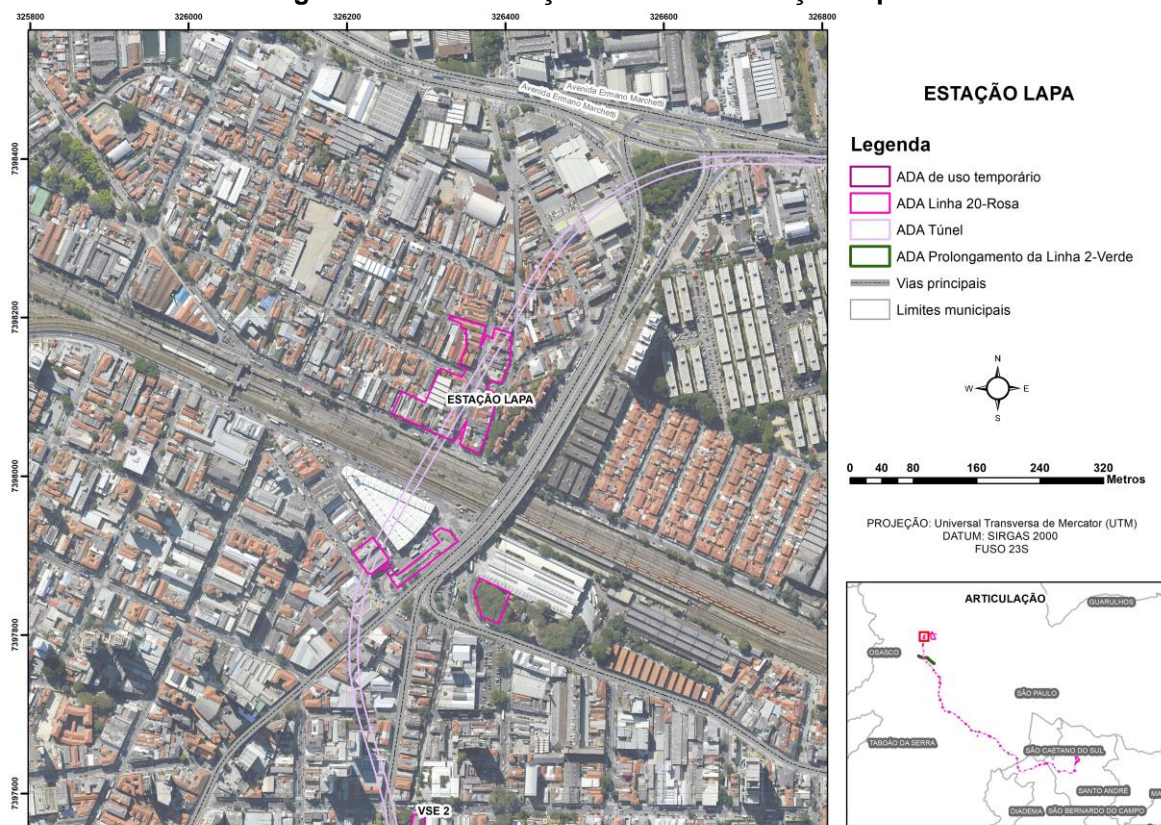 325800 326000 326200 326400 326600 326800
7398400
7398200
7398000
7397800
7397600
Avenida Ermano Marchetti
Avenida Ermano Marchetti
ESTAÇÃO LAPA
VSE 2
ESTAÇÃO LAPA
Legenda
ADA de uso temporário
ADA Linha 20-Rosa
ADA Túnel
ADA Prolongamento da Linha 2-Verde
Vias principais
Limites municipais
N
W E
S
0 40 80 160 240 320
Metros
PROJEÇÃO: Universal Transversa de Mercator (UTM)
DATUM: SIRGAS 2000
FUSO 23S
ARTICULAÇÃO
GUARULHOS
OSASCO
SÃO PAULO
TABOÃO DA SERRA
SÃO CAETANO DO SUL
SANTO ANDRÉ
DIADEMA SÃO BERNARDO DO CAMPO